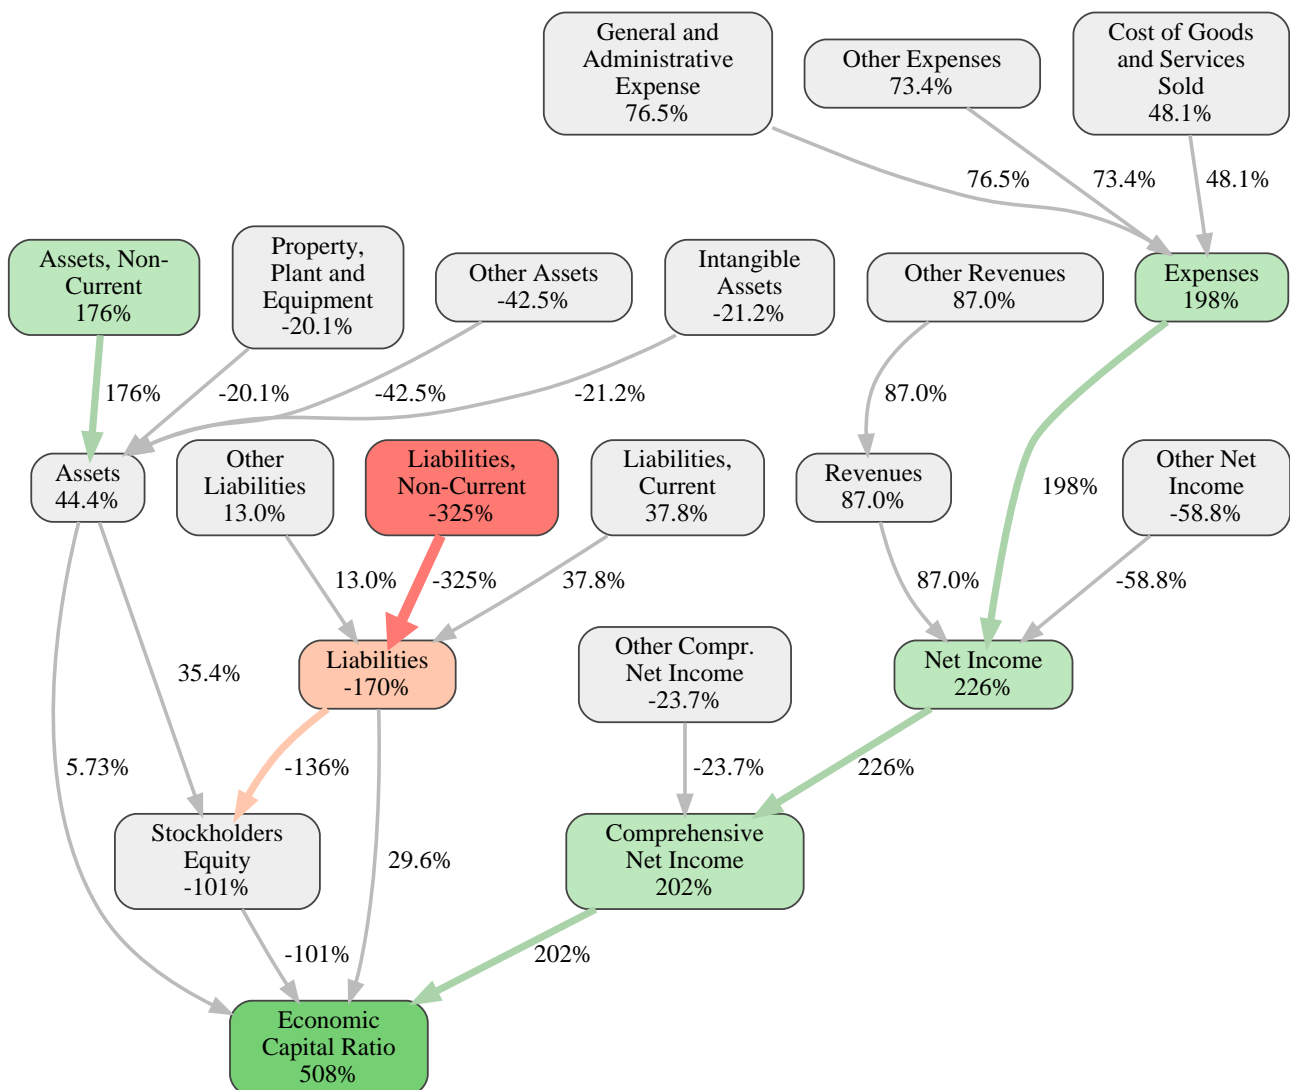 General and
Administrative
Expense
76.5%
Other Expenses
73.4%
Cost of Goods
and Services
Sold
48.1%
76.5%
73.4%
48.1%
Assets, Non-
Current
176%
Property,
Plant and
Equipment
-20.1%
Other Assets
-42.5%
Intangible
Assets
-21.2%
Other Revenues
87.0%
Expenses
198%
176%
-20.1%
-42.5%
-21.2%
87.0%
Assets
44.4%
Other
Liabilities
13.0%
Liabilities,
Non-Current
-325%
Liabilities,
Current
37.8%
Revenues
87.0%
198%
Other Net
Income
-58.8%
13.0%
-325%
37.8%
87.0%
-58.8%
35.4%
Liabilities
-170%
Other Compr.
Net Income
-23.7%
Net Income
226%
5.73%
-136%
-23.7%
226%
Stockholders
Equity
-101%
29.6%
Comprehensive
Net Income
202%
-101%
202%
Economic
Capital Ratio
508%